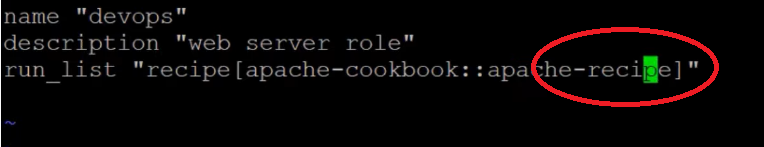 name "devops"
description "web server role"
run_list "recipe[apache-cookbook::apache-recipe]"
~